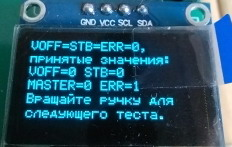 GND VCC SCL SDA
VOFF=STB=ERR=0,
принятые значения:
VOFF=0 STB=0
MASTER=0 ERR=1
Вращайте ручку для
следующего теста.